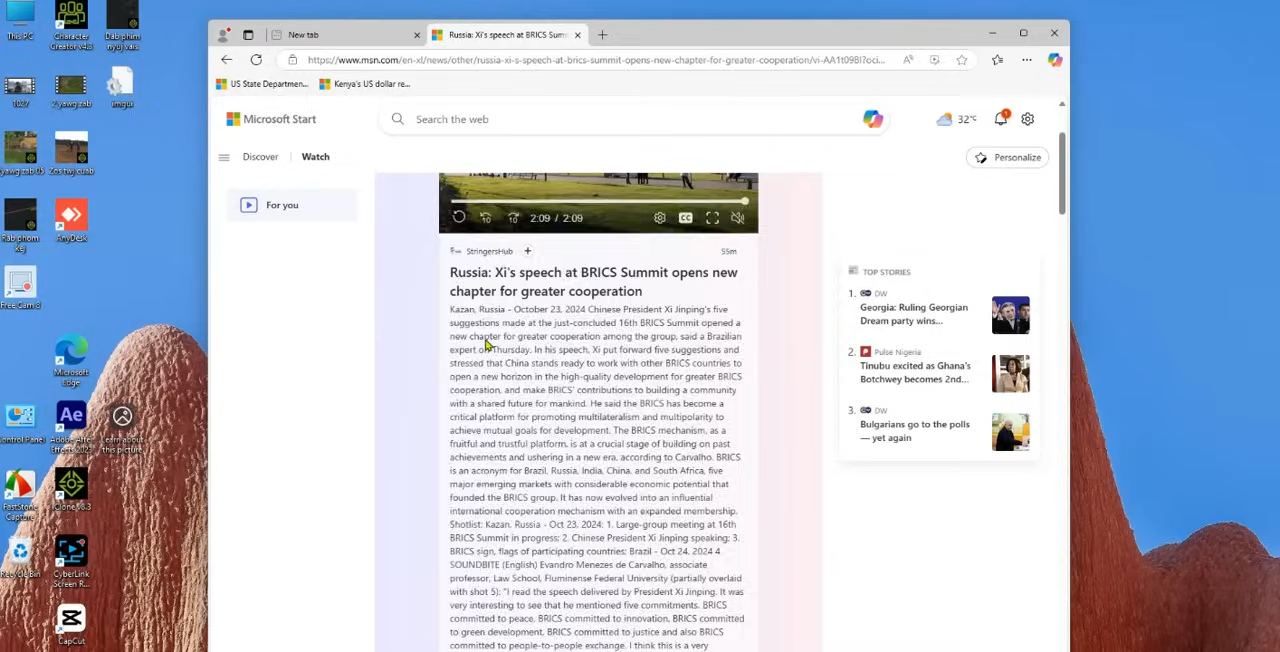 This PC
Character
Creator v4.3
Dab phim
nyuj vais
New tab
Russia: Xi's speech at BRICS Sum
https://www.msn.com/en-xl/news/other/russia-xi-s-speech-at-brics-summit-opens-new-chapter-for-greater-cooperation/vi-AA1t09BI?oci...
US State Departmen...
Kenya's US dollar re...
1027
2 yawg zab
imgui
Microsoft Start
Search the web
32°C
1
Discover
Watch
Personalize
For you
yawg zab 05
Zos twj cuab
Rab phom
kej
AnyDesk
10
10
2:09 / 2:09
CC
StringersHub
55m
Russia: Xi's speech at BRICS Summit opens new
chapter for greater cooperation
Kazan, Russia - October 23, 2024 Chinese President Xi Jinping's five
suggestions made at the just-concluded 16th BRICS Summit opened a
new chapter for greater cooperation among the group, said a Brazilian
expert on Thursday. In his speech, Xi put forward five suggestions and
stressed that China stands ready to work with other BRICS countries to
open a new horizon in the high-quality development for greater BRICS
cooperation, and make BRICS' contributions to building a community
with a shared future for mankind. He said the BRICS has become a
critical platform for promoting multilateralism and multipolarity to
achieve mutual goals for development. The BRICS mechanism, as a
fruitful and trustful platform, is at a crucial stage of building on past
achievements and ushering in a new era, according to Carvalho. BRICS
is an acronym for Brazil, Russia, India, China, and South Africa, five
major emerging markets with considerable economic potential that
founded the BRICS group. It has now evolved into an influential
international cooperation mechanism with an expanded membership.
Shotlist: Kazan, Russia - Oct 23, 2024: 1. Large-group meeting at 16th
BRICS Summit in progress; 2. Chinese President Xi Jinping speaking; 3.
BRICS sign, flags of participating countries; Brazil - Oct 24, 2024 4.
SOUNDBITE (English) Evandro Menezes de Carvalho, associate
professor, Law School, Fluminense Federal University (partially overlaid
with shot 5): "I read the speech delivered by President Xi Jinping. It was
very interesting to see that he mentioned five commitments. BRICS
committed to peace, BRICS committed to innovation, BRICS committed
to green development, BRICS committed to justice and also BRICS
committed to people-to-people exchange. I think this is a very
TOP STORIES
1.
DW
Georgia: Ruling Georgian
Dream party wins...
2.
Pulse Nigeria
Tinubu excited as Ghana's
Botchwey becomes 2nd...
3.
DW
Bulgarians go to the polls
— yet again
Free Cam 8
Microsoft
Edge
Control Panel
Ae
Adobe After
Effects 202
Learn about
this picture
FastStone
Capture
iClone v8.3
Recycle Bin
CyberLink
Screen R...
CapCut